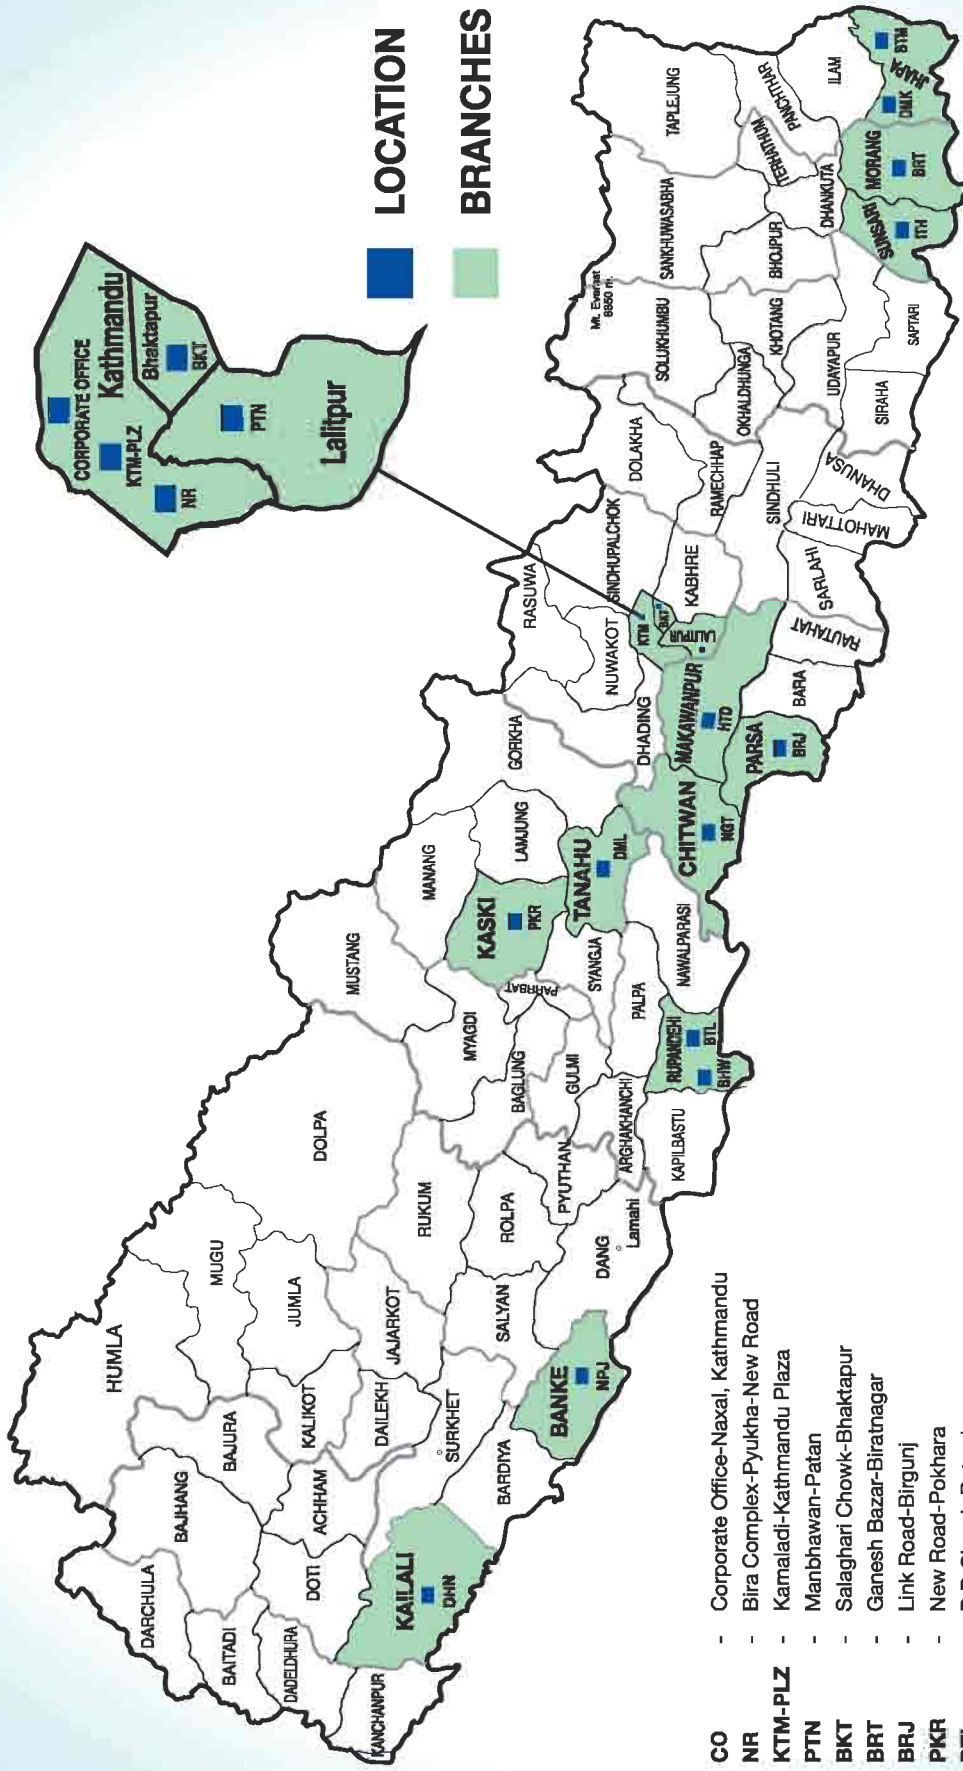 CORPORATE OFFICE
Kathmandu
KTM-PLZ
NR
Bhaktapur
BKT
PTN
Lalitpur
LOCATION
BRANCHES
HUMLA
DARCHULA
BAJHANG
BAJURA
MUGU
BAITADI
DADELDHURA
DOTI
ACHHAM
KALIKOT
JUMLA
DOLPA
KANCHANPUR
KAILALI
DHN
DAILEKH
JAJARKOT
SURKHET
BARDIYA
BANKE
NPJ
SALYAN
RUKUM
ROLPA
DANG
Lamahi
PYUTHAN
MUSTANG
MYAGDI
BAGLUNG
GULMI
ARGHAKHANCHI
KAPILBASTU
PARRBAT
SYANGJA
PALPA
RUPANDEHI
BTL
BHW
NAWALPARASI
MANANG
KASKI
PKR
LAMJUNG
TANAHU
DML
GORKHA
CHITWAN
NGT
DHADING
NUWAKOT
RASUWA
MAKAWANPUR
HTD
PARSA
BRJ
BARA
RAUTAHAT
SARLAHI
KTM
BKT
LALITPUR
SINDHUPALCHOK
KABHRE
DOLAKHA
RAMECHHAP
SINDHULI
MAHOTTARI
DHANUSA
SIRAHA
SAPTARI
UDAYAPUR
OKHALDHUNGA
KHOTANG
SOLUKHUMBU
Mt. Everest
8850 m.
SANKHUWASABHA
BHOJPUR
DHANKUTA
TERHATHUM
TAPLEJUNG
PANCHTHAR
ILAM
SUNSARI
ITH
MORANG
BRT
JHAPA
DMK
BTM
CO - Corporate Office-Naxal, Kathmandu
NR - Bira Complex-Pyukha-New Road
KTM-PLZ - Kamaladi-Kathmandu Plaza
PTN - Manbhawan-Patan
BKT - Salaghari Chowk-Bhaktapur
BRT - Ganesh Bazar-Biratnagar
BRJ - Link Road-Birgunj
PKR - New Road-Pokhara